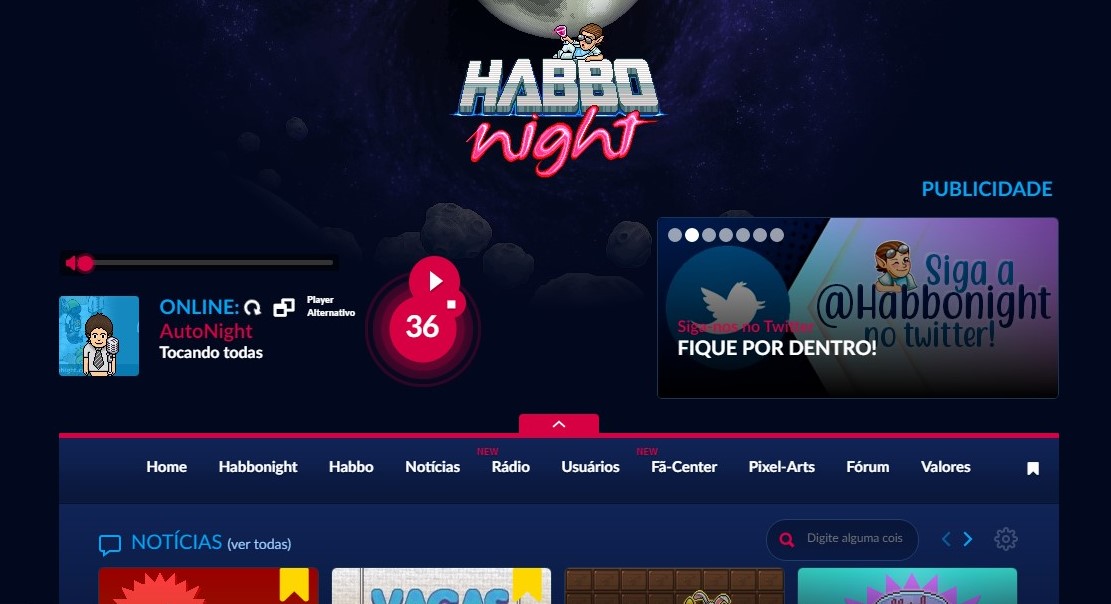 HABBO
night
PUBLICIDADE
ONLINE:
Player
Alternativo
AutoNight
Tocando todas
36
Siga a
@Habbonight
no twitter!
Siga-nos no Twitter
FIQUE POR DENTRO!
NEW
NEW
Home Habbonight Habbo Notícias Rádio Usuários Fã-Center Pixel-Arts Fórum Valores
NOTÍCIAS (ver todas)
Digite alguma cois
VAGAS